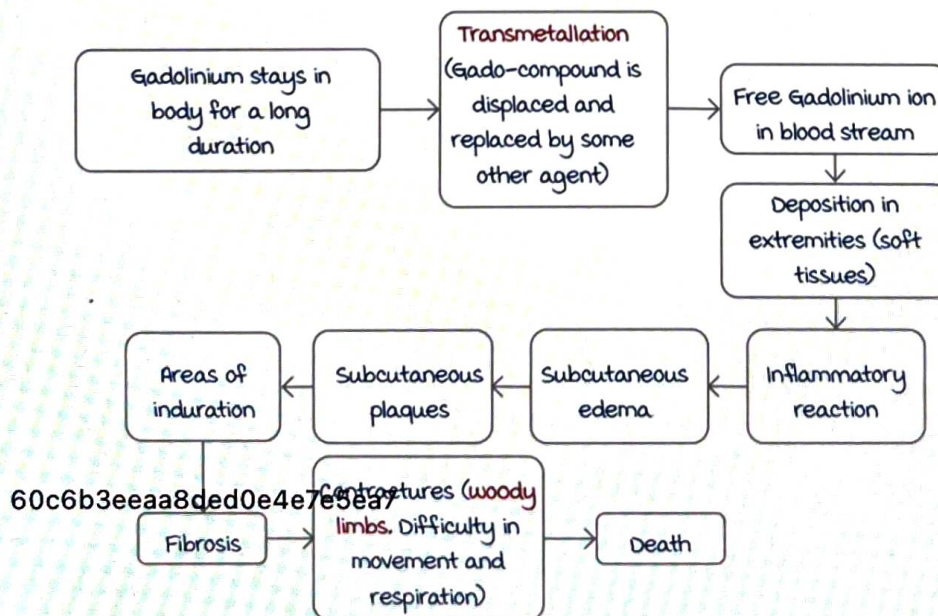 Gadolinium stays in
body for a long
duration
Transmetallation
(Gado-compound is
displaced and
replaced by some
other agent)
Free Gadolinium ion
in blood stream
Deposition in
extremities (soft
tissues)
Inflammatory
reaction
Subcutaneous
edema
Subcutaneous
plaques
Areas of
induration
60c6b3eeaa8ded0e4e7e5ea7
Fibrosis
Contractures (woody
limbs. Difficulty in
movement and
respiration)
Death